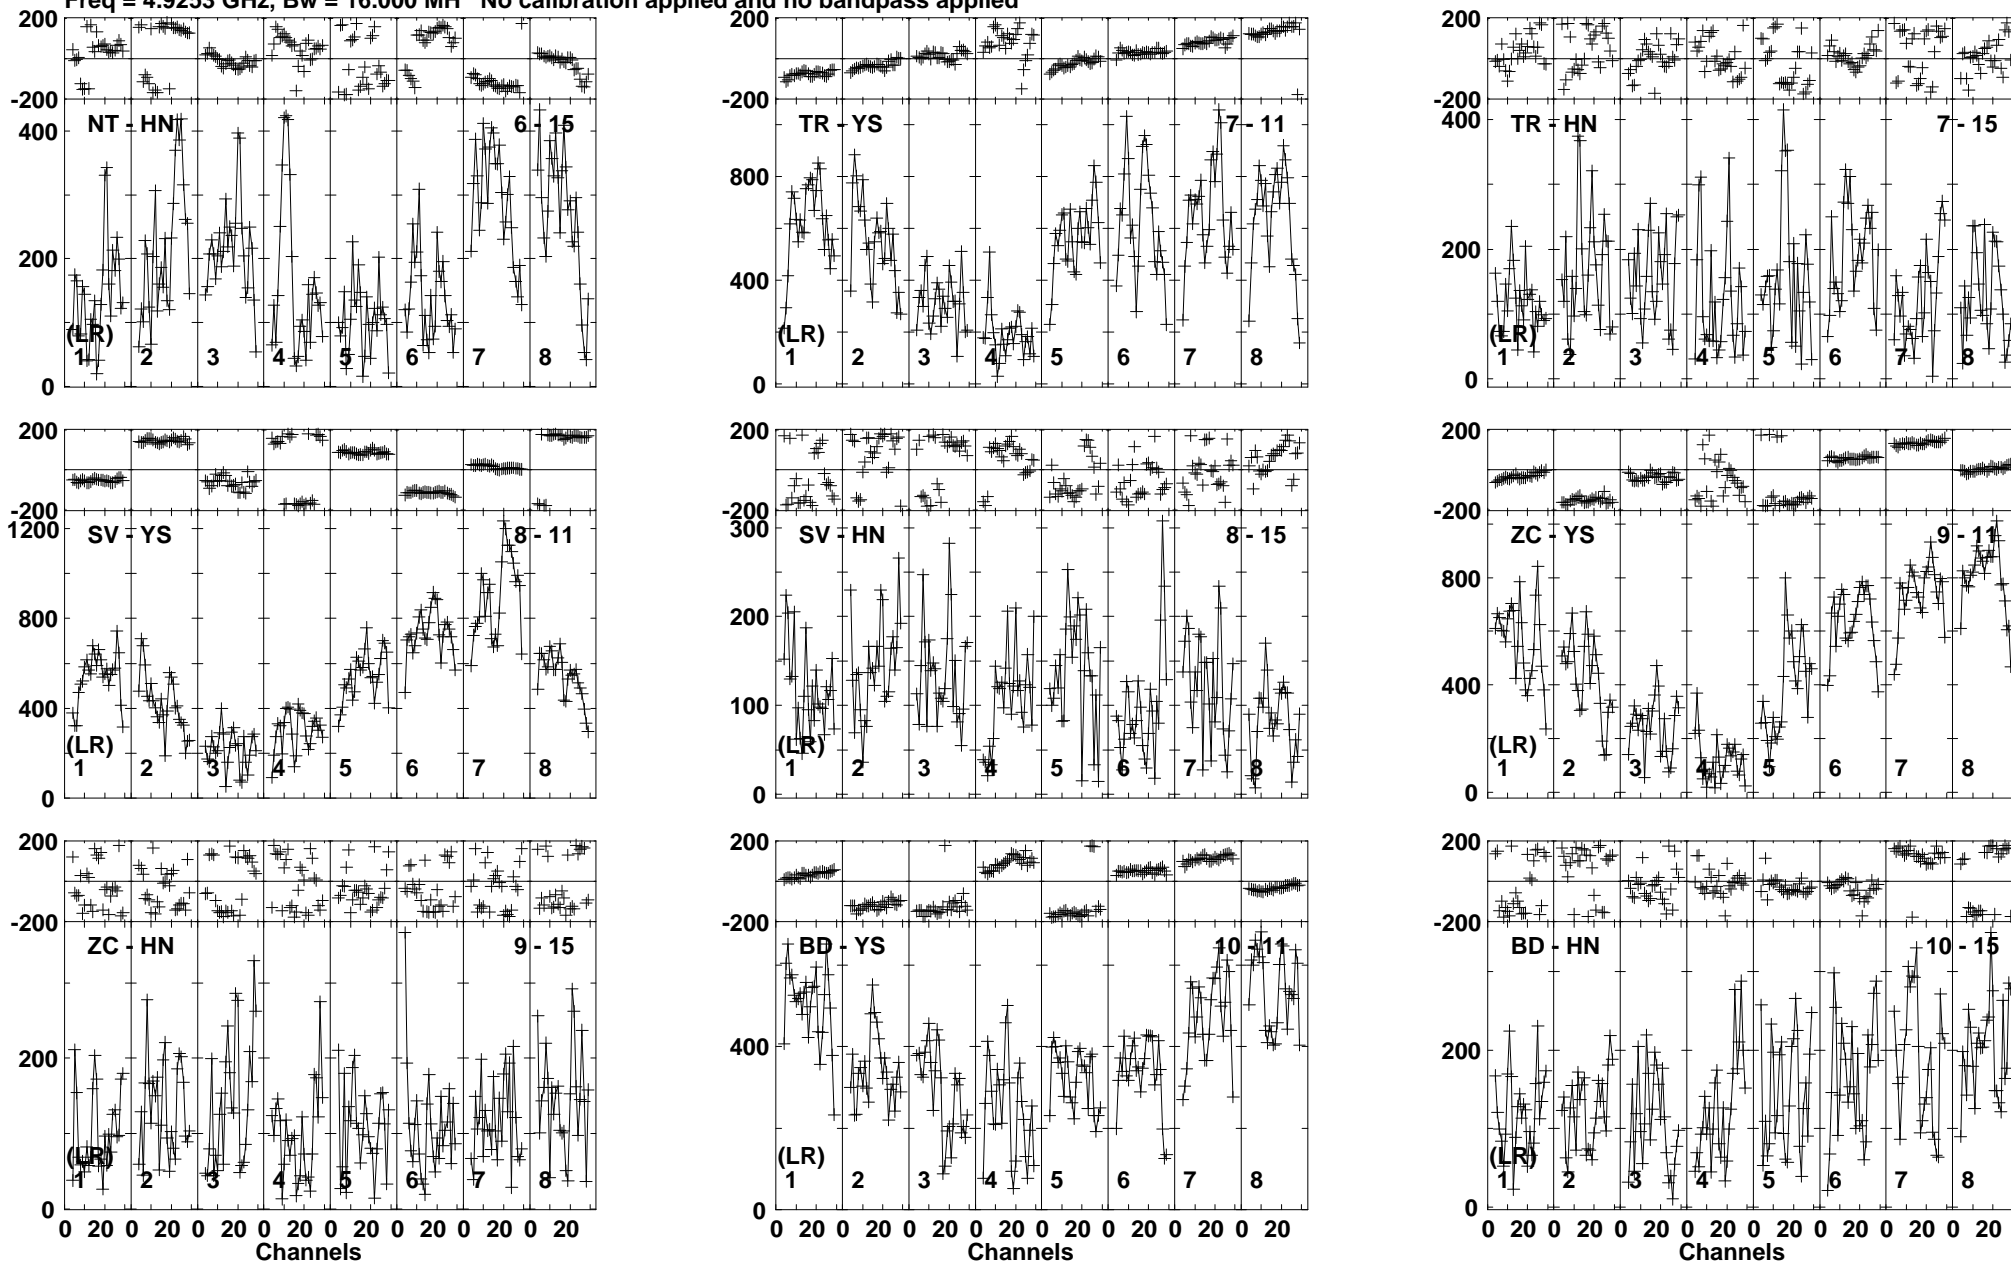 Freq = 4.9253 GHz, Bw = 16.000 MH No calibration applied and no bandpass applied
200 200 200
-200 -200 -200
NT - HN 6 - 15 TR - YS 7 - 11 TR - HN 7 - 15
400 800 400
200 400 200
(LR) (LR) (LR)
1 2 3 4 5 6 7 8 1 2 3 4 5 6 7 8 1 2 3 4 5 6 7 8
0 0 0
200 200 200
-200 -200 -200
SV - YS 8 - 11 SV - HN 8 - 15 ZC - YS 9 - 11
1200 300
800 200 800
400 100 400
(LR) (LR) (LR)
1 2 3 4 5 6 7 8 1 2 3 4 5 6 7 8 1 2 3 4 5 6 7 8
0 0 0
200 200 200
-200 -200 -200
ZC - HN 9 - 15 BD - YS 10 - 11 BD - HN 10 - 15
200 400 200
(LR) (LR) (LR)
1 2 3 4 5 6 7 8 1 2 3 4 5 6 7 8 1 2 3 4 5 6 7 8
0 0 0
0 20 0 20 0 20 0 20 0 20 0 20 0 20 0 20 0 20 0 20 0 20 0 20 0 20 0 20 0 20 0 20 0 20 0 20 0 20 0 20 0 20 0 20 0 20 0 20
Channels Channels Channels